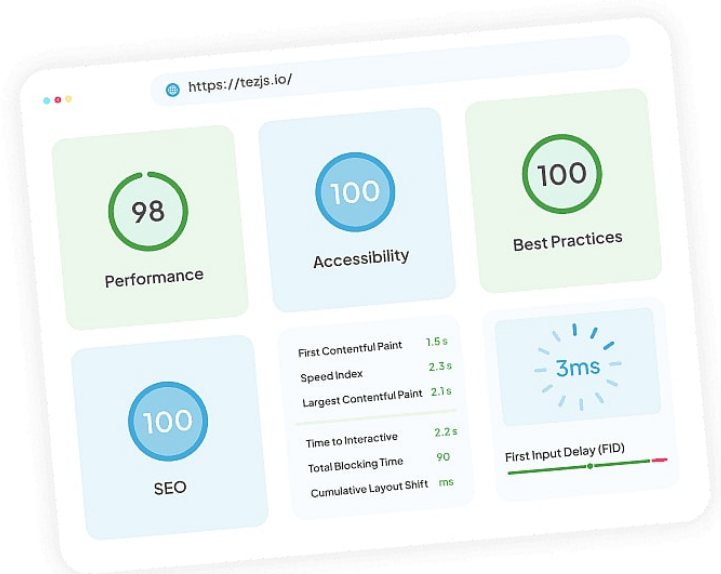 https://tezjs.io/
98
Performance
100
Accessibility
100
Best Practices
100
SEO
First Contentful Paint 1.5 s
Speed Index 2.3 s
Largest Contentful Paint 2.1 s
Time to Interactive 2.2 s
Total Blocking Time 90
Cumulative Layout Shift ms
3ms
First Input Delay (FID)